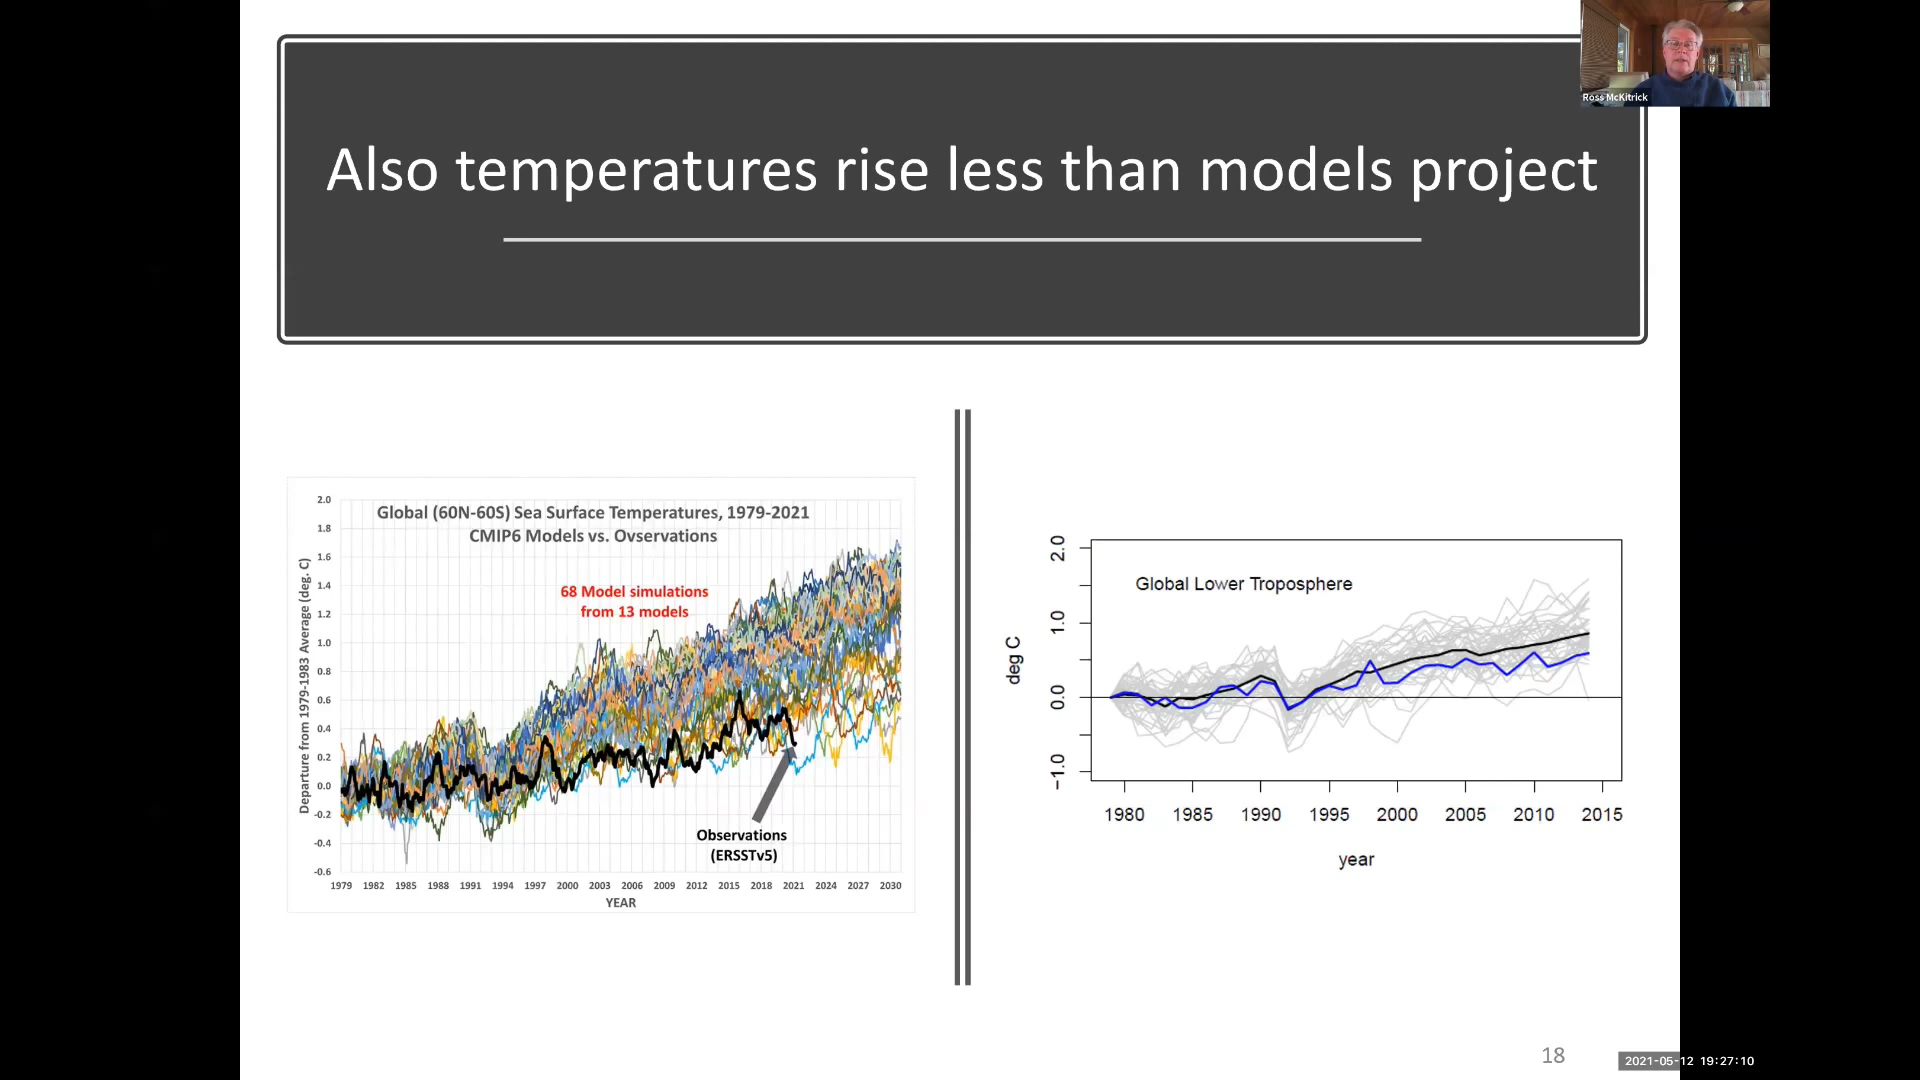 Ross McKitrick
Also temperatures rise less than models project
Global (60N-60S) Sea Surface Temperatures, 1979-2021
CMIP6 Models vs. Ovservations
68 Model simulations
from 13 models
Departure from 1979-1983 Average (deg. C)
2.0
1.8
1.6
1.4
1.2
1.0
0.8
0.6
0.4
0.2
0.0
-0.2
-0.4
-0.6
Observations
(ERSSTv5)
1979 1982 1985 1988 1991 1994 1997 2000 2003 2006 2009 2012 2015 2018 2021 2024 2027 2030
YEAR
Global Lower Troposphere
deg C
2.0
1.0
0.0
-1.0
1980 1985 1990 1995 2000 2005 2010 2015
year
18
2021-05-12 19:27:10